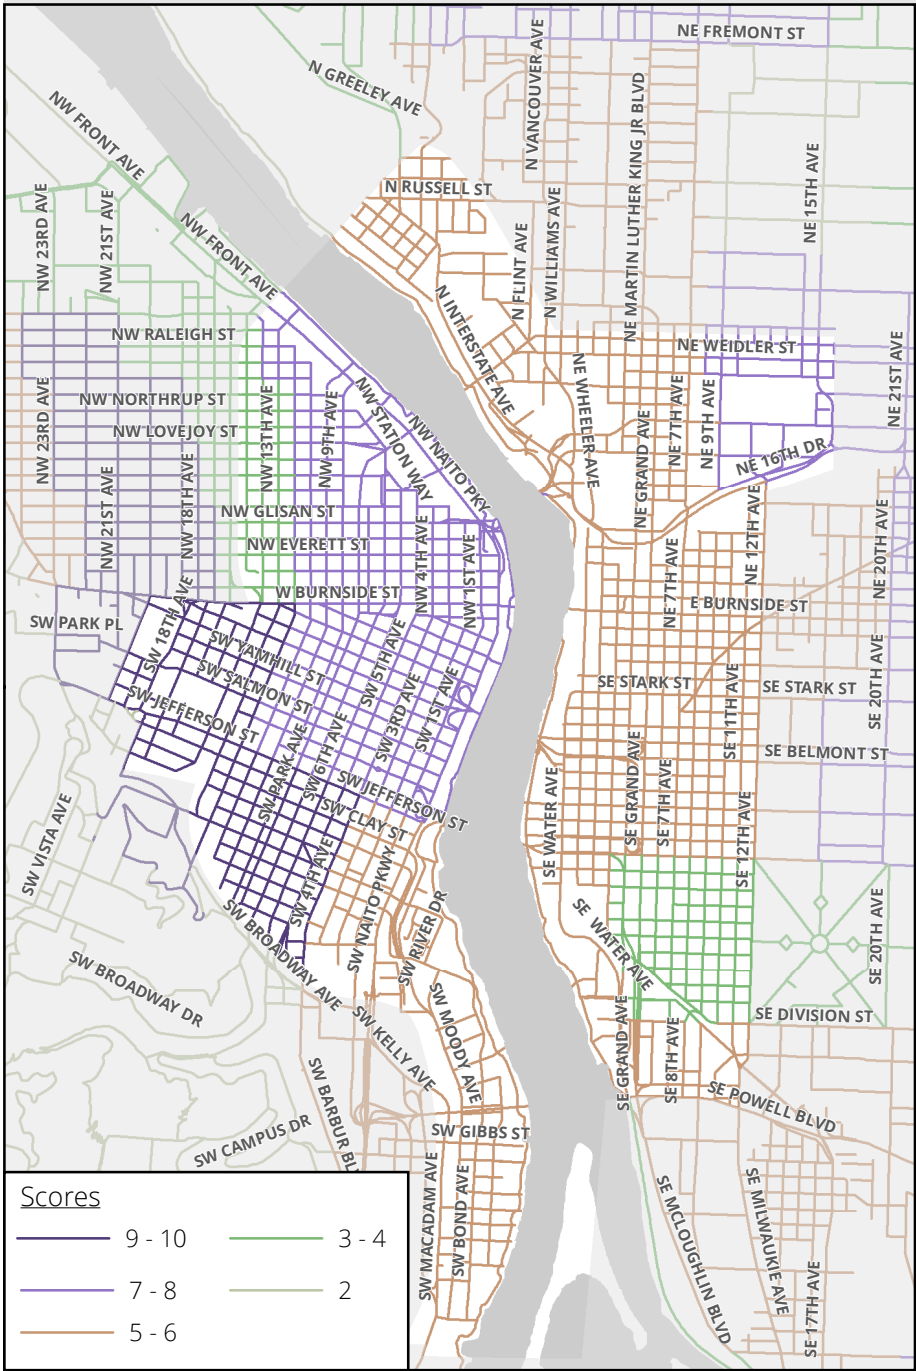 NE FREMONT ST
N GREELEY AVE
N VANCOUVER AVE
NE MARTIN LUTHER KING JR BLVD
NW FRONT AVE
NE 15TH AVE
N RUSSELL ST
NW 23RD AVE
NW 21ST AVE
NW FRONT AVE
N FLINT AVE
N WILLIAMS AVE
N INTERSTATE AVE
NW RALEIGH ST
NE WEIDLER ST
NE 21ST AVE
NW 23RD AVE
NW NORTHRUP ST
NW LOVEJOY ST
NW 13TH AVE
NW 9TH AVE
NW STATION WAY
NW NAITO PKY
NE WHEELER AVE
NE GRAND AVE
NE 7TH AVE
NE 9TH AVE
NE 16TH DR
NW 21ST AVE
NW 18TH AVE
NW GLISAN ST
NW EVERETT ST
NW 4TH AVE
NW 1ST AVE
NE 7TH AVE
NE 12TH AVE
NE 20TH AVE
W BURNSIDE ST
E BURNSIDE ST
SW PARK PL
SW 18TH AVE
SW YAMHILL ST
SW SALMON ST
SW JEFFERSON ST
SW 5TH AVE
SW 3RD AVE
SW 1ST AVE
SE STARK ST
SE STARK ST
SE 11TH AVE
SE 20TH AVE
SW PARK AVE
SW 6TH AVE
SW JEFFERSON ST
SW CLAY ST
SE BELMONT ST
SE WATER AVE
SE GRAND AVE
SE 7TH AVE
SE 12TH AVE
SW VISTA AVE
SW 4TH AVE
SW NAITO PKWY
SW RIVER DR
SW BROADWAY AVE
SE WATER AVE
SE 20TH AVE
SW BROADWAY DR
SW KELLY AVE
SW MOODY AVE
SE GRAND AVE
SE 8TH AVE
SE DIVISION ST
SW BARBUR BLV
SE POWELL BLVD
SW CAMPUS DR
SW GIBBS ST
SW MACADAM AVE
SW BOND AVE
SE MCLOUGHLIN BLVD
SE MILWAUKIE AVE
SE 17TH AVE
Scores
9 - 10
7 - 8
5 - 6
3 - 4
2